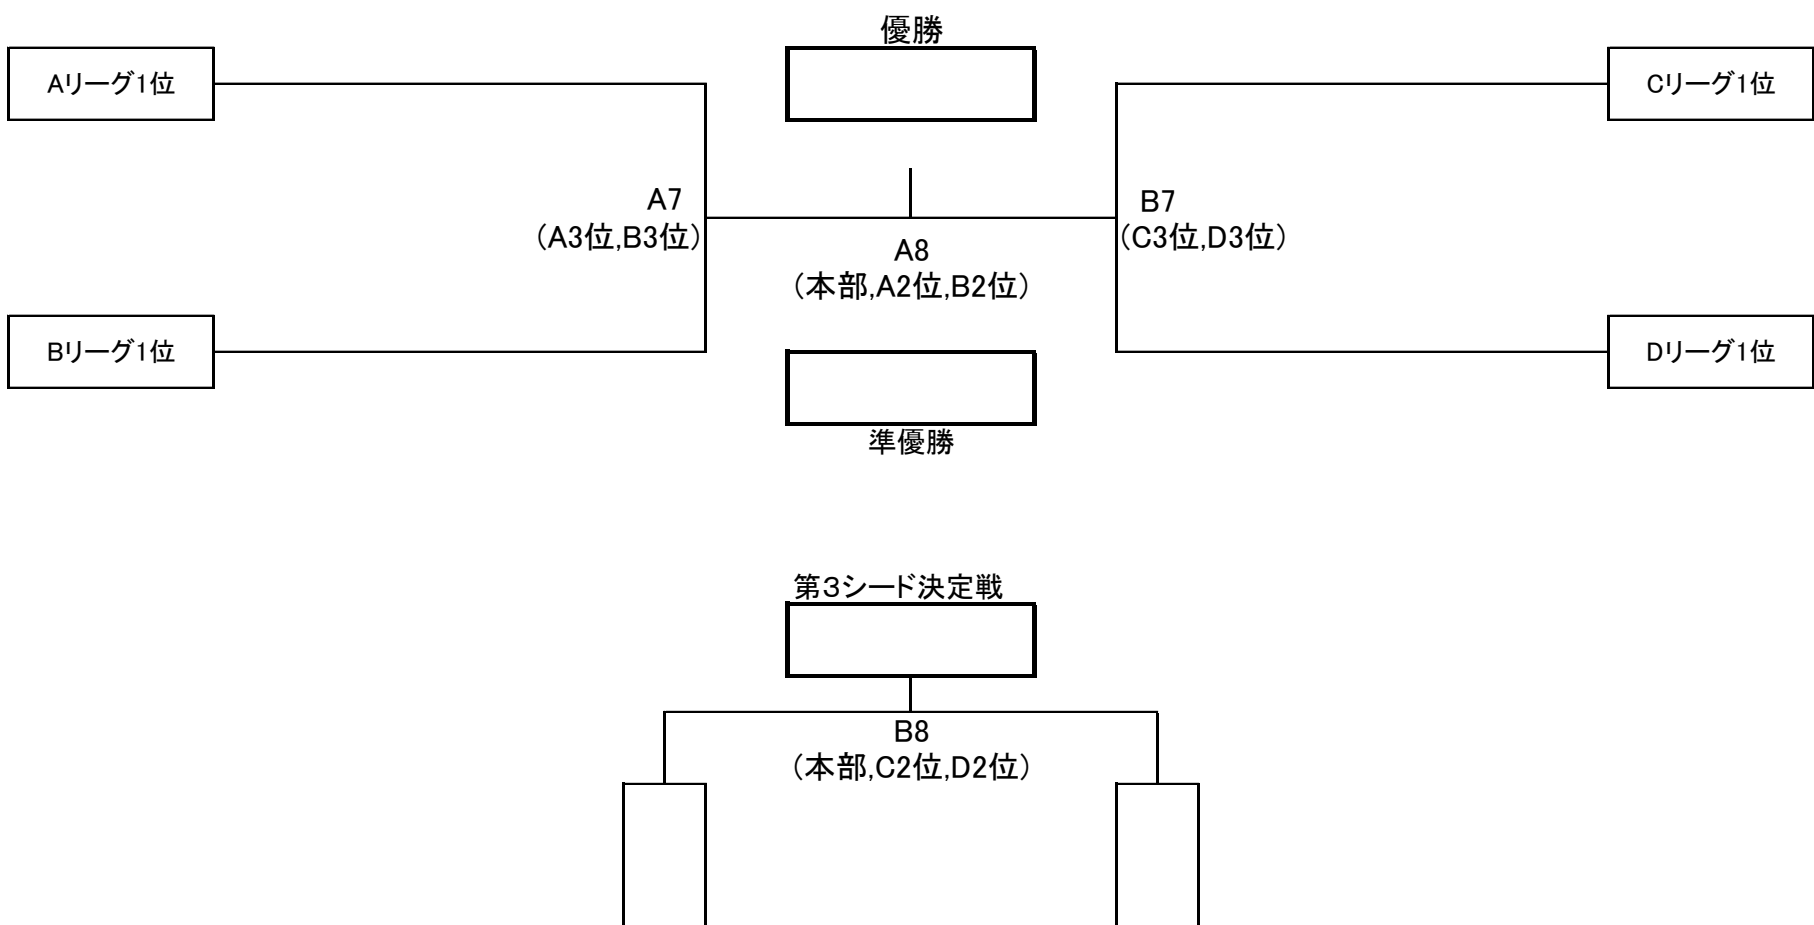 優勝
Aリーグ1位
Cリーグ1位
A7
(A3位,B3位)
B7
(C3位,D3位)
A8
(本部,A2位,B2位)
Bリーグ1位
Dリーグ1位
準優勝
第3シード決定戦
B8
(本部,C2位,D2位)